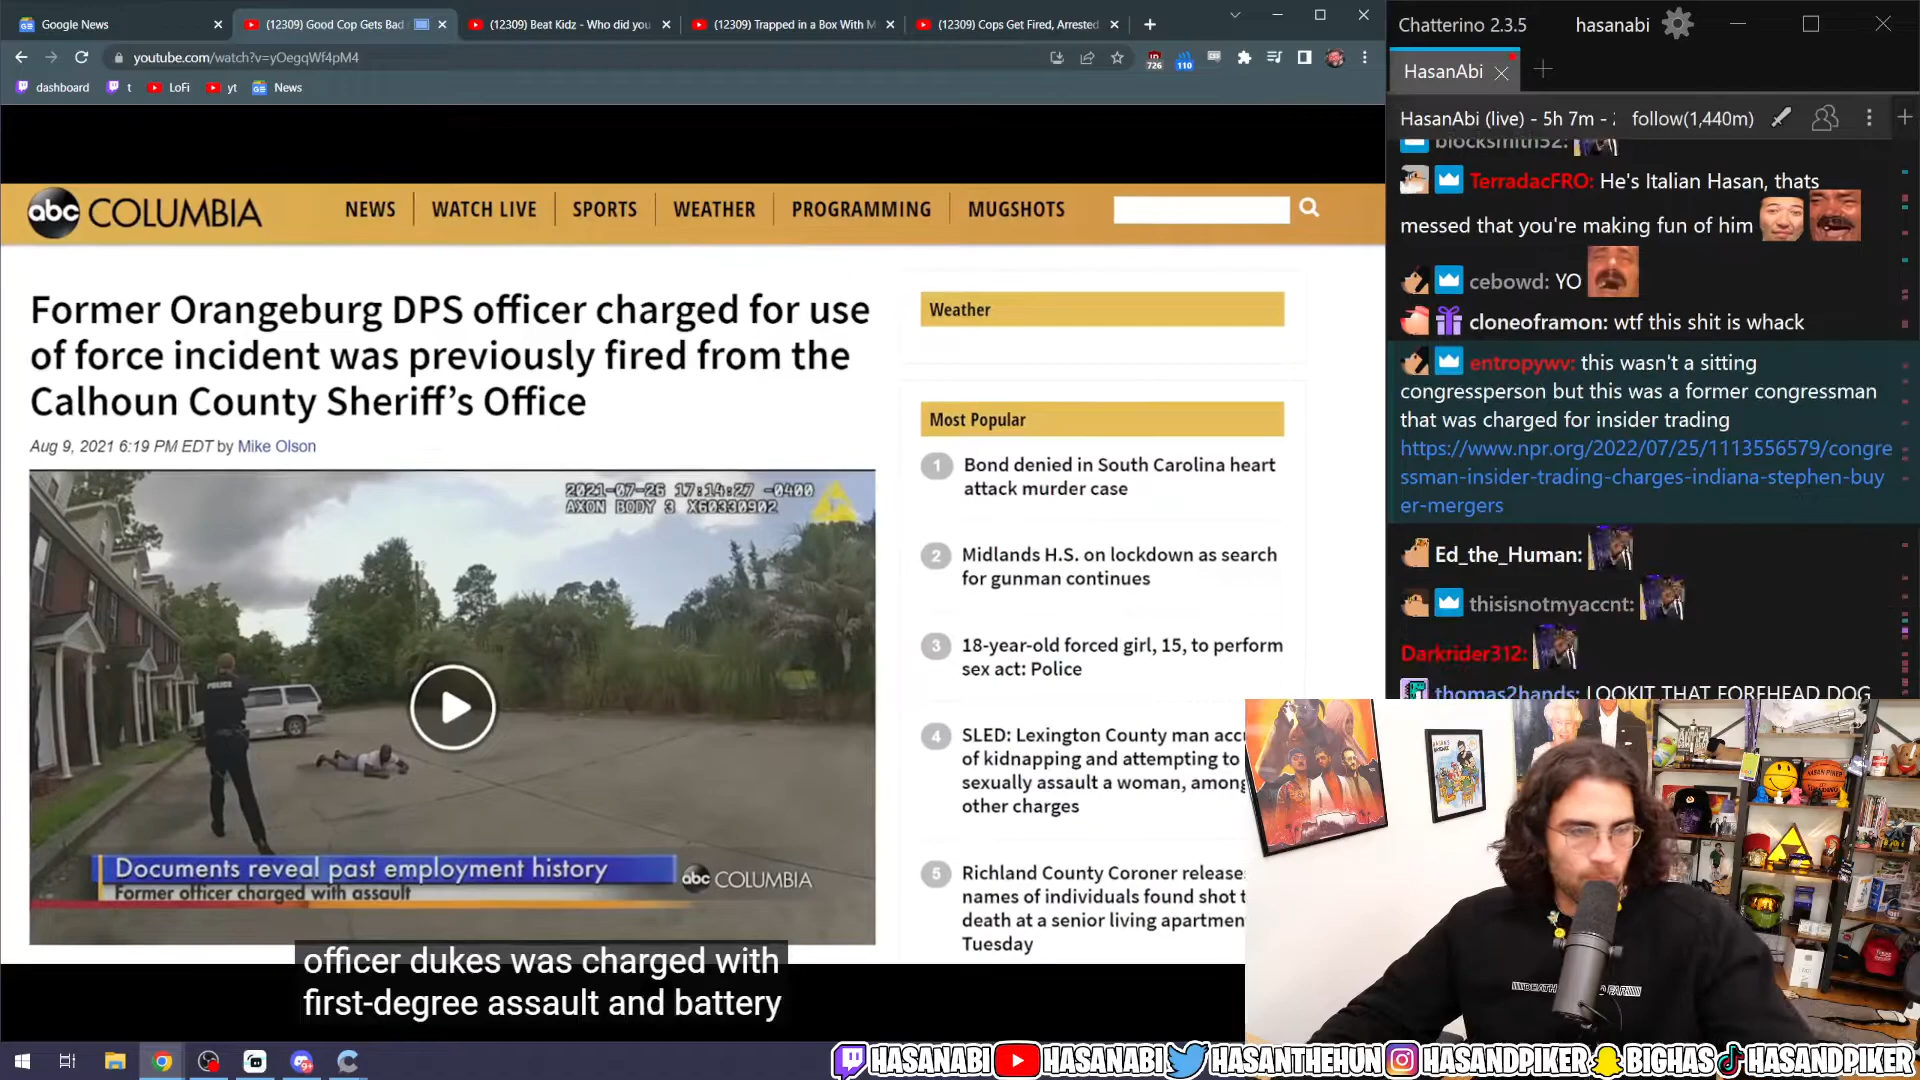 Google News
(12309) Good Cop Gets Bad
(12309) Beat Kidz - Who did you
(12309) Trapped in a Box With M
(12309) Cops Get Fired, Arrested
youtube.com/watch?v=yOegqWf4pM4
726
110
dashboard
t
LoFi
yt
News
abc COLUMBIA
NEWS
WATCH LIVE
SPORTS
WEATHER
PROGRAMMING
MUGSHOTS
Former Orangeburg DPS officer charged for use
of force incident was previously fired from the
Calhoun County Sheriff's Office
Aug 9, 2021 6:19 PM EDT by Mike Olson
2021-07-26 17:14:27 -0400
AXON BODY 3 X60330902
POLICE
Documents reveal past employment history
Former officer charged with assault
abc COLUMBIA
officer dukes was charged with
first-degree assault and battery
Weather
Most Popular
1 Bond denied in South Carolina heart
attack murder case
2 Midlands H.S. on lockdown as search
for gunman continues
3 18-year-old forced girl, 15, to perform
sex act: Police
4 SLED: Lexington County man accu
of kidnapping and attempting to
sexually assault a woman, among
other charges
5 Richland County Coroner release
names of individuals found shot t
death at a senior living apartmen
Tuesday
Chatterino 2.3.5
hasanabi
HasanAbi
HasanAbi (live) - 5h 7m -
follow(1,440m)
blocksmith52:
TerradacFRO: He's Italian Hasan, thats
messed that you're making fun of him
cebowd: YO
cloneoframon: wtf this shit is whack
entropywv: this wasn't a sitting
congressperson but this was a former congressman
that was charged for insider trading
https://www.npr.org/2022/07/25/1113556579/congre
ssman-insider-trading-charges-indiana-stephen-buy
er-mergers
Ed_the_Human:
thisisnotmyaccnt:
Darkrider312:
thomas2hands: LOOKIT THAT FOREHEAD DOG
HASAN PIKER
HASANABI
HASANABI
HASANTHEHUN
HASANDPIKER
BIGHAS
HASANDPIKER